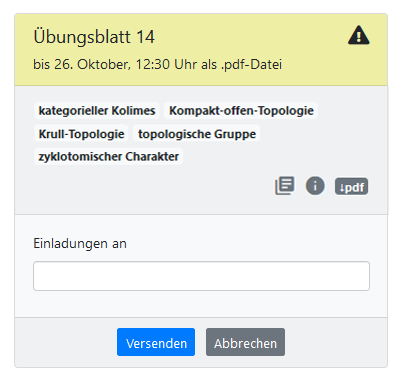 Übungsblatt 14
bis 26. Oktober, 12:30 Uhr als .pdf-Datei
kategorieller Kolimes Kompakt-offen-Topologie
Krull-Topologie topologische Gruppe
zyklotomischer Charakter
↓pdf
Einladungen an
Versenden Abbrechen